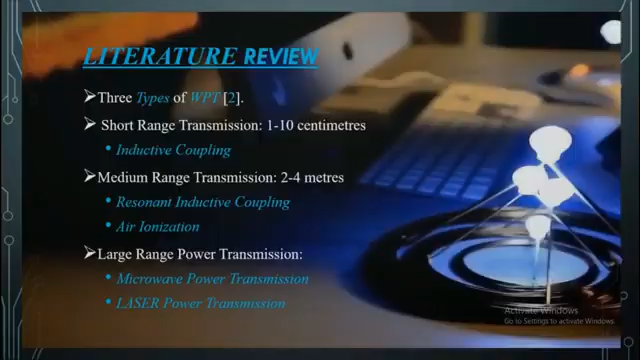 LITERATURE REVIEW
Three Types of WPT [2].
Short Range Transmission: 1-10 centimetres
Inductive Coupling
Medium Range Transmission: 2-4 metres
Resonant Inductive Coupling
Air Ionization
Large Range Power Transmission:
Microwave Power Transmission
LASER Power Transmission
Activate Windows
Go to Settings to activate Windows.